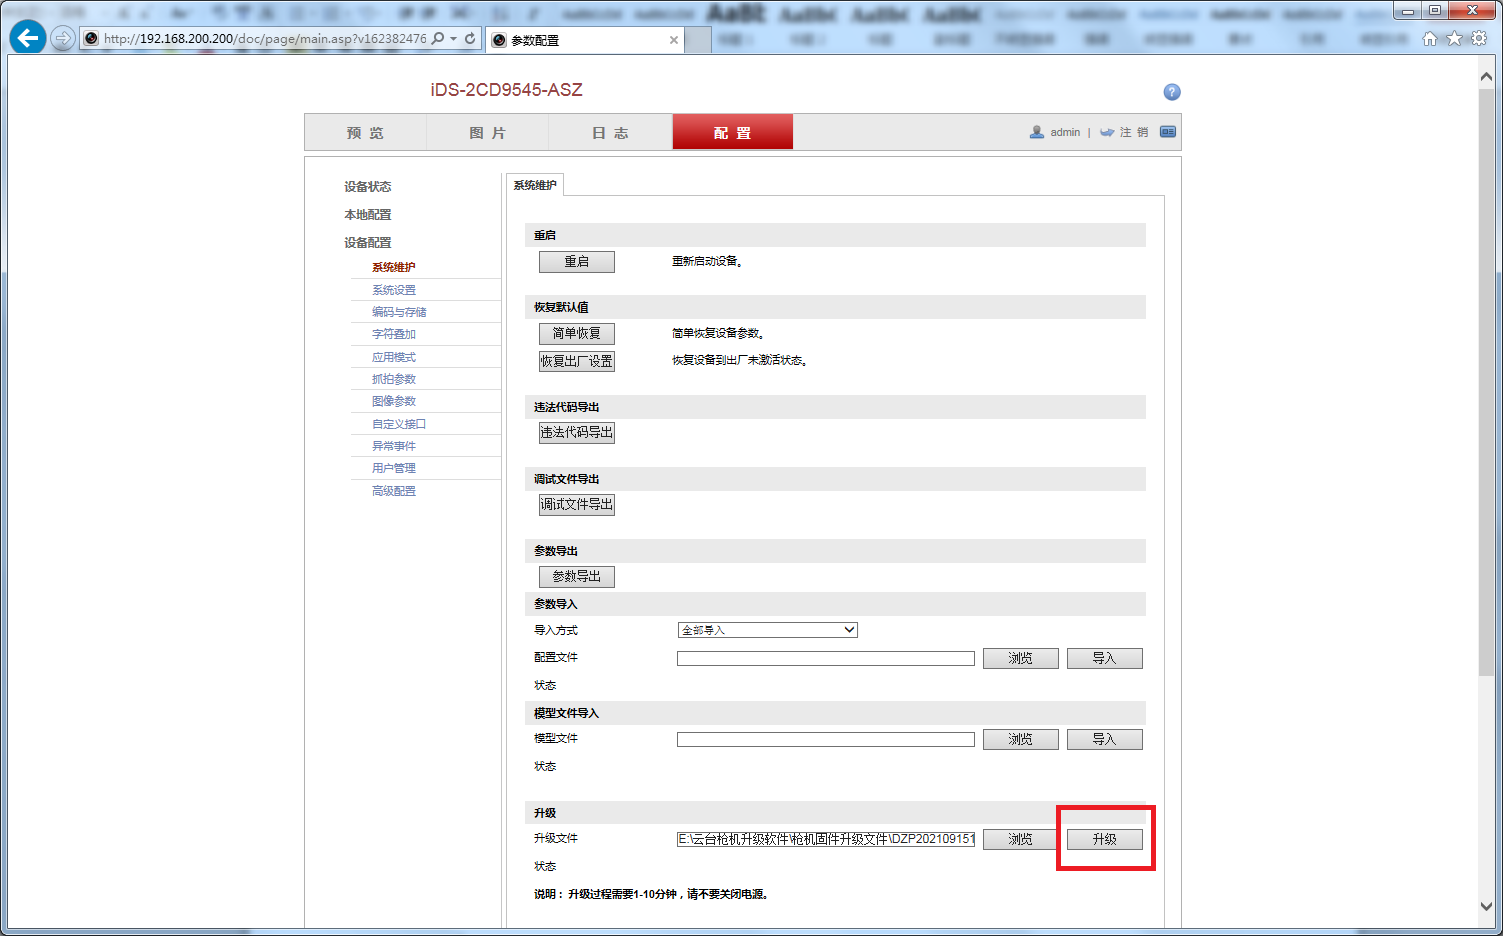 http://192.168.200.200/doc/page/main.asp?v162382476
参数配置
iDS-2CD9545-ASZ
预 览
图 片
日 志
配 置
admin | 注 销
设备状态
本地配置
设备配置
系统维护
系统设置
编码与存储
字符叠加
应用模式
抓拍参数
图像参数
自定义接口
异常事件
用户管理
高级配置
系统维护
重启
重启 重新启动设备。
恢复默认值
简单恢复 简单恢复设备参数。
恢复出厂设置 恢复设备到出厂未激活状态。
违法代码导出
违法代码导出
调试文件导出
调试文件导出
参数导出
参数导出
参数导入
导入方式 全部导入
配置文件 浏览 导入
状态
模型文件导入
模型文件 浏览 导入
状态
升级
升级文件 E:\云台枪机升级软件\枪机固件升级文件\DZP202109151 浏览 升级
状态
说明：升级过程需要1-10分钟，请不要关闭电源。